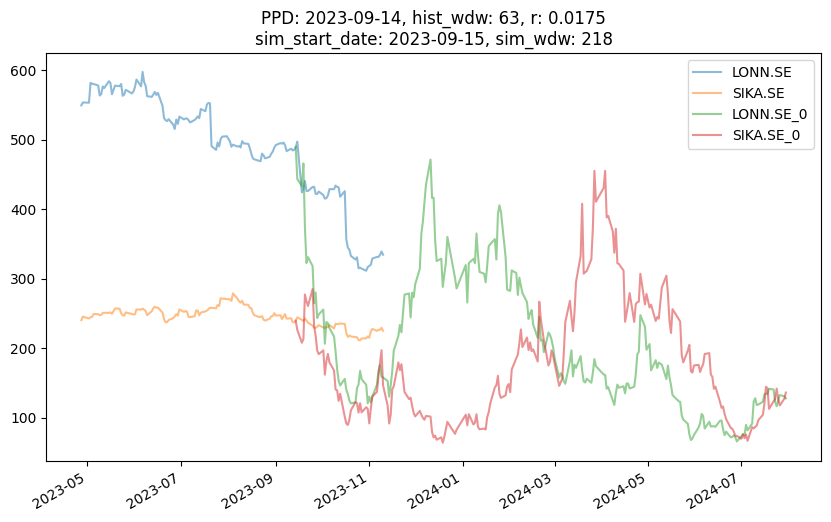 PPD: 2023-09-14, hist_wdw: 63, r: 0.0175
sim_start_date: 2023-09-15, sim_wdw: 218
600
500
400
300
200
100
LONN.SE
SIKA.SE
LONN.SE_0
SIKA.SE_0
2023-05
2023-07
2023-09
2023-11
2024-01
2024-03
2024-05
2024-07